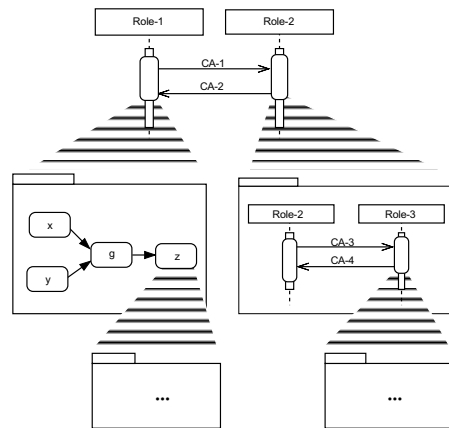 Role-1 Role-2
CA-1
CA-2
x
g z
y
Role-2 Role-3
CA-3
CA-4
... ...